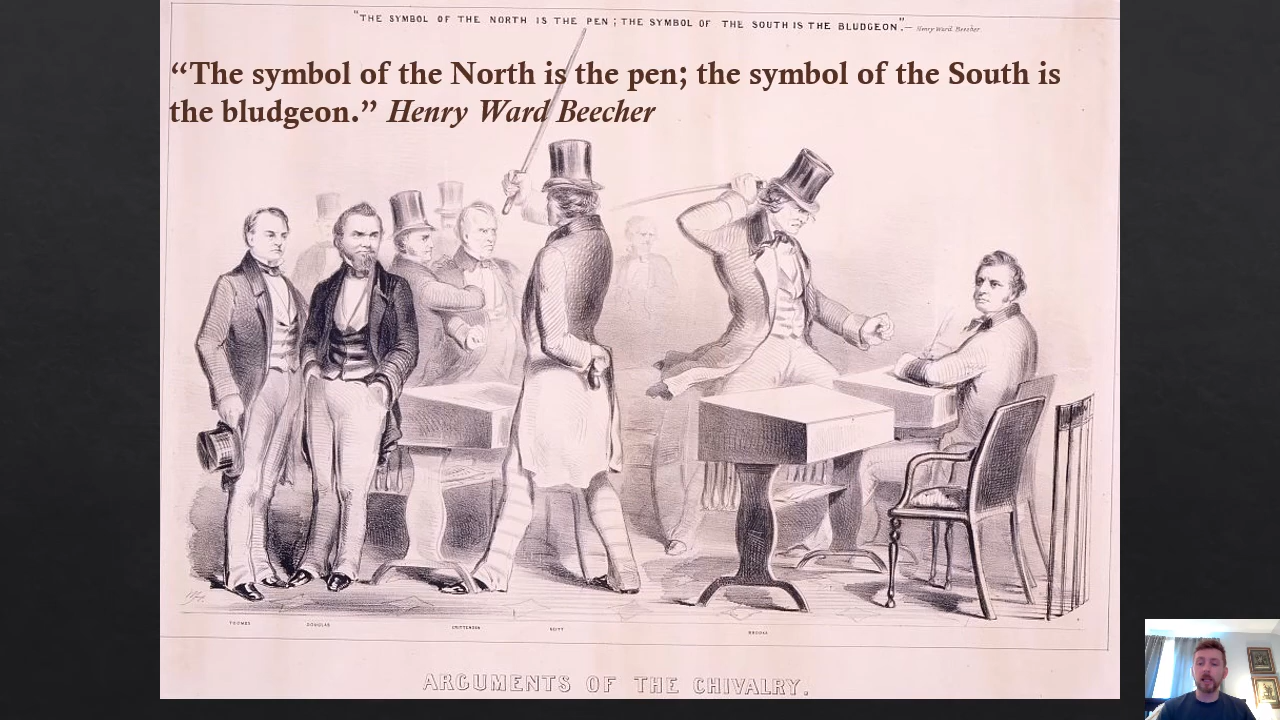 "THE SYMBOL OF THE NORTH IS THE PEN; THE SYMBOL OF THE SOUTH IS THE BLUDGEON".— Henry Ward Beecher
“The symbol of the North is the pen; the symbol of the South is
the bludgeon.” Henry Ward Beecher
TOOMBS. DOUGLAS CRITTENDEN KEITT BROOKS
ARGUMENTS OF THE CHIVALRY.